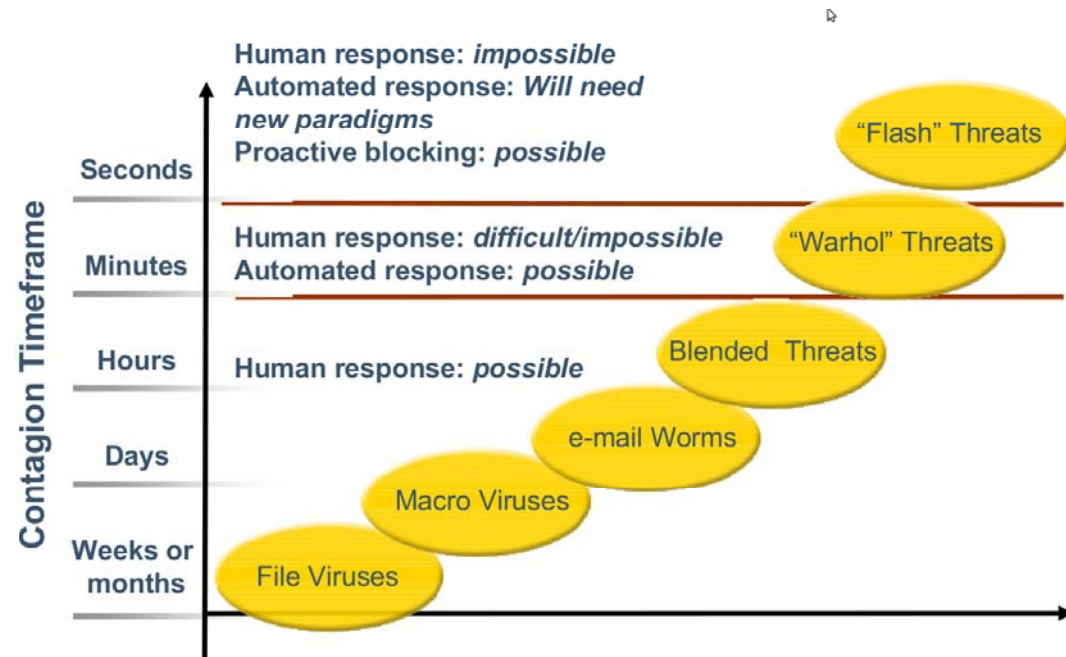 Human response: impossible
Automated response: Will need
new paradigms
Proactive blocking: possible
“Flash” Threats
Seconds
Human response: difficult/impossible
Automated response: possible
“Warhol” Threats
Minutes
Contagion Timeframe
Hours
Human response: possible
Blended Threats
e-mail Worms
Days
Macro Viruses
Weeks or
months
File Viruses